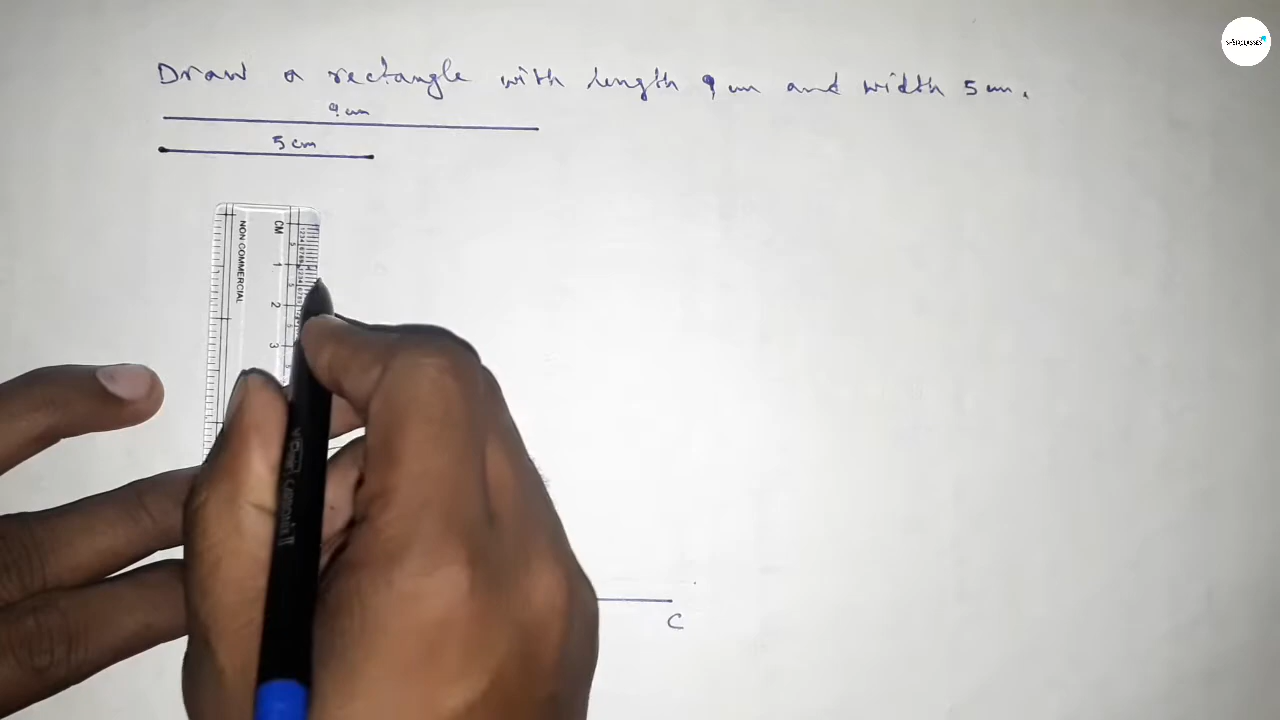 Draw a rectangle with length 9 cm and width 5 cm.
9 cm
5 cm
CM
NON COMMERCIAL
1
2
3
C